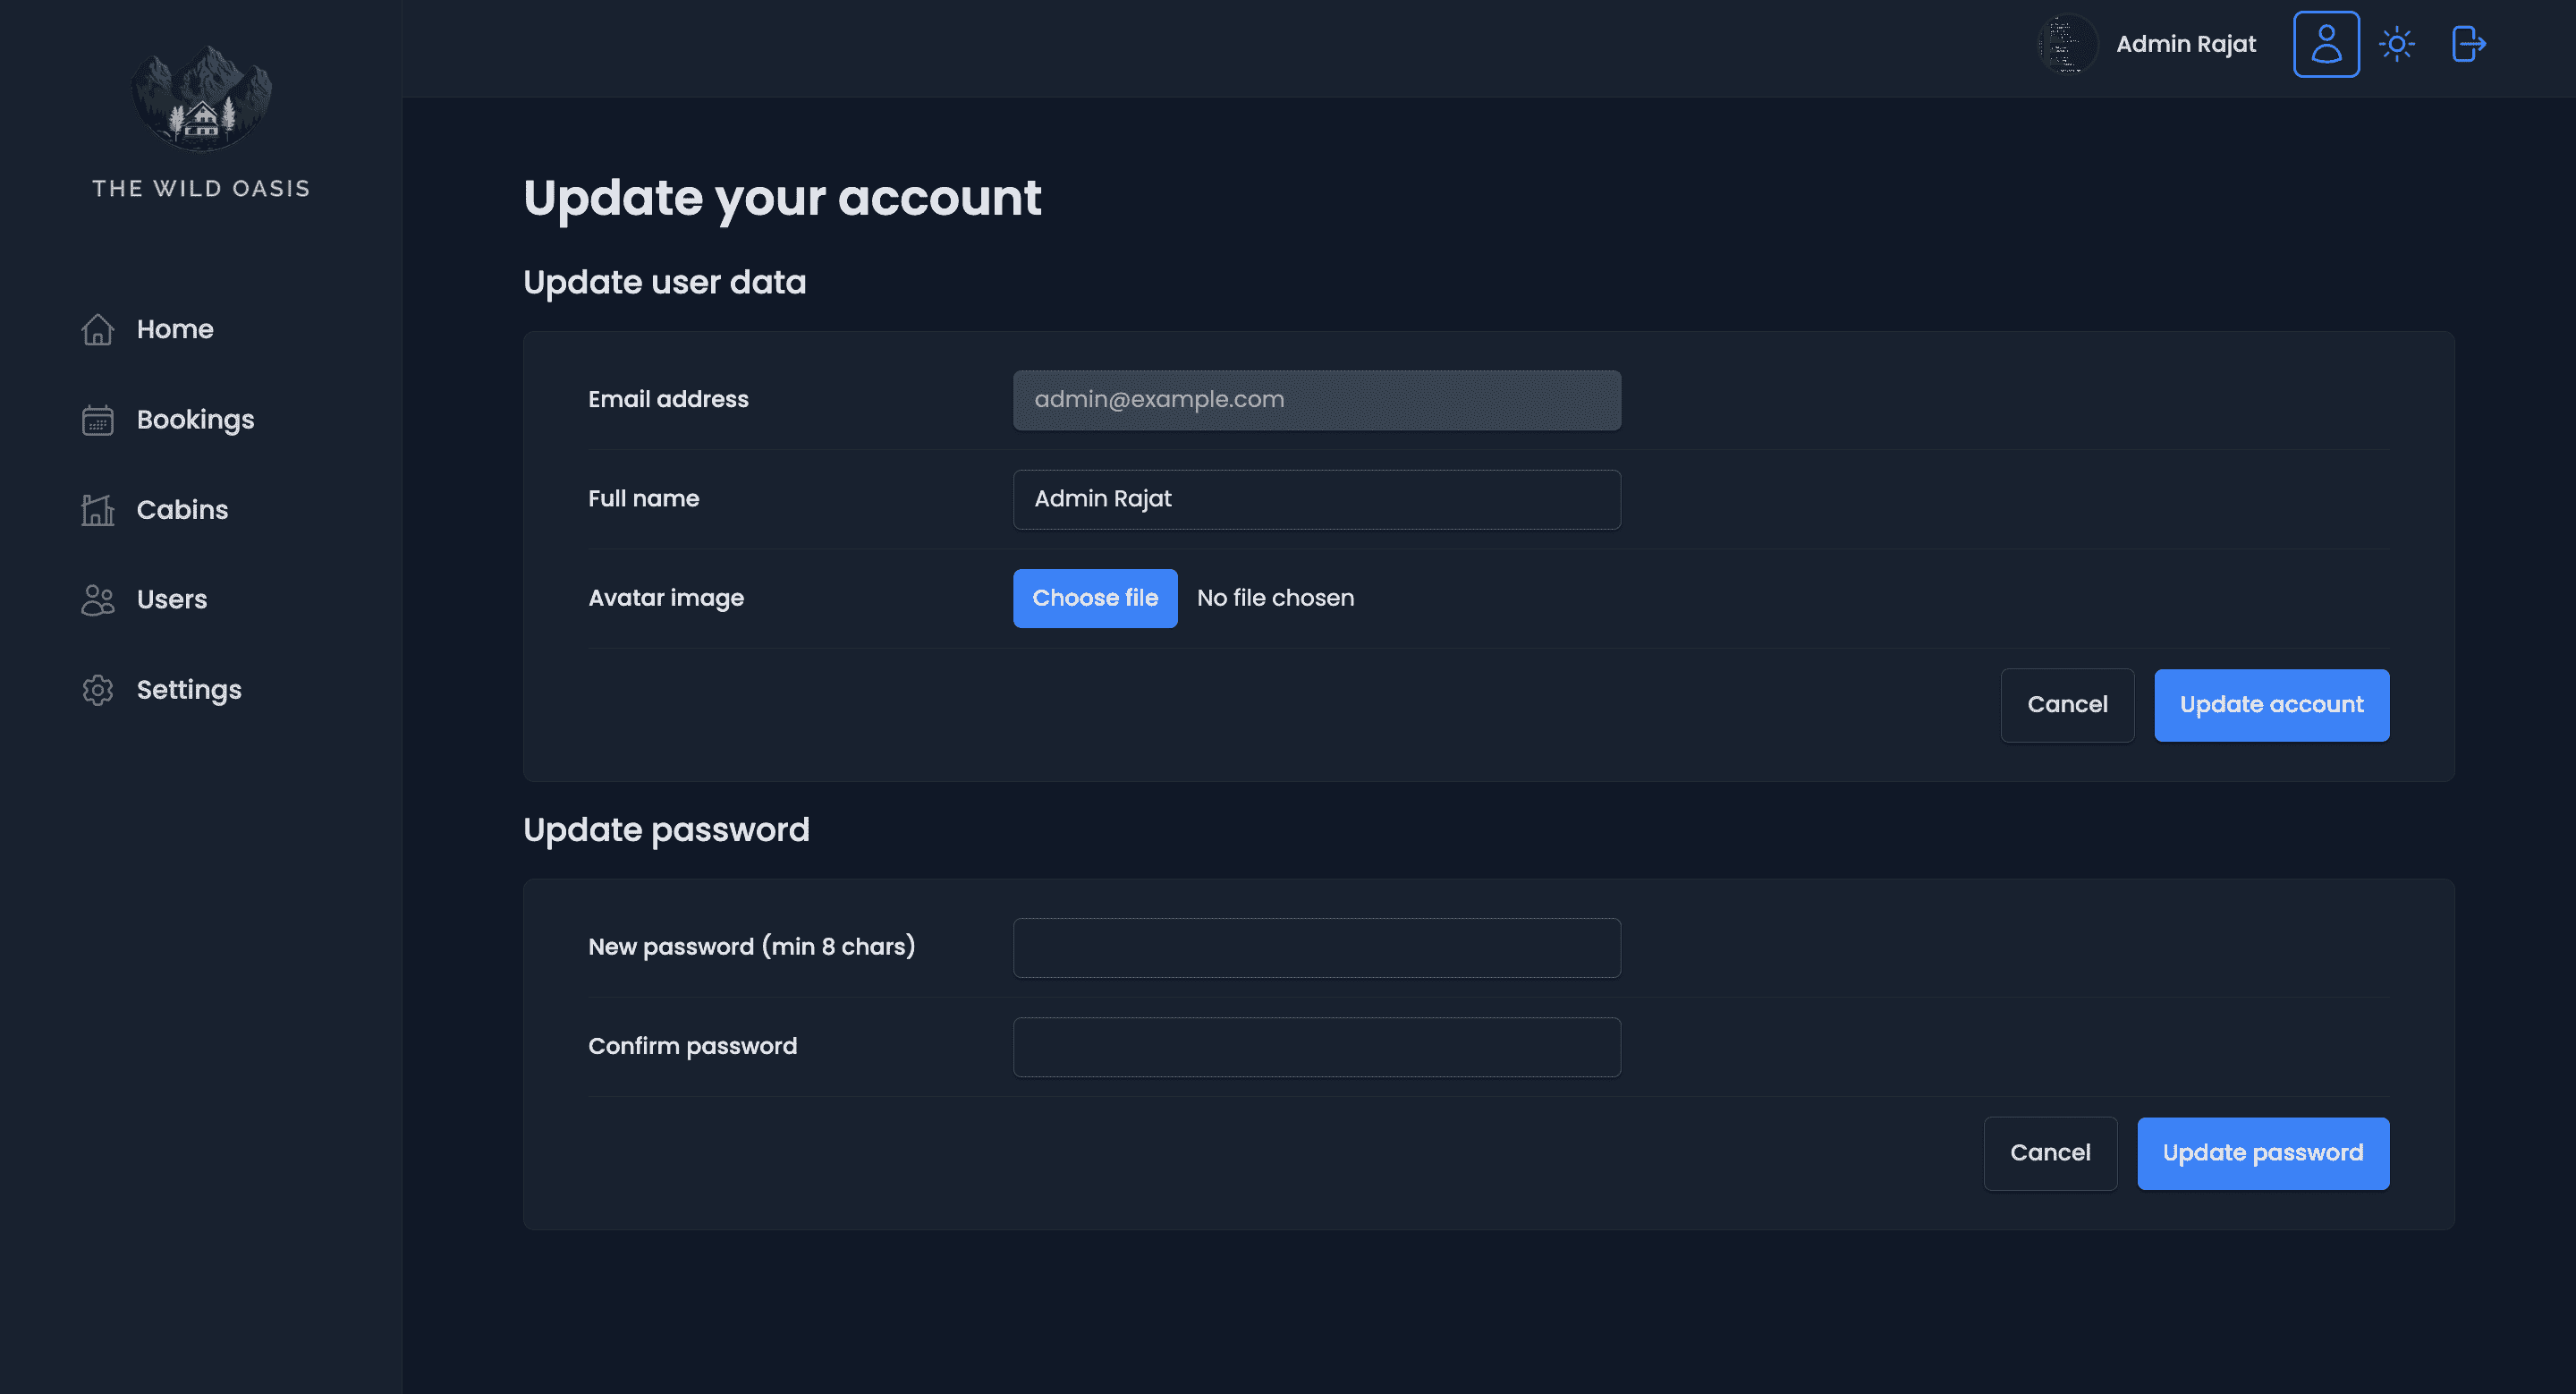 THE WILD OASIS
Home
Bookings
Cabins
Users
Settings
Admin Rajat
Update your account
Update user data
Email address
admin@example.com
Full name
Admin Rajat
Avatar image
Choose file No file chosen
Cancel
Update account
Update password
New password (min 8 chars)
Confirm password
Cancel
Update password